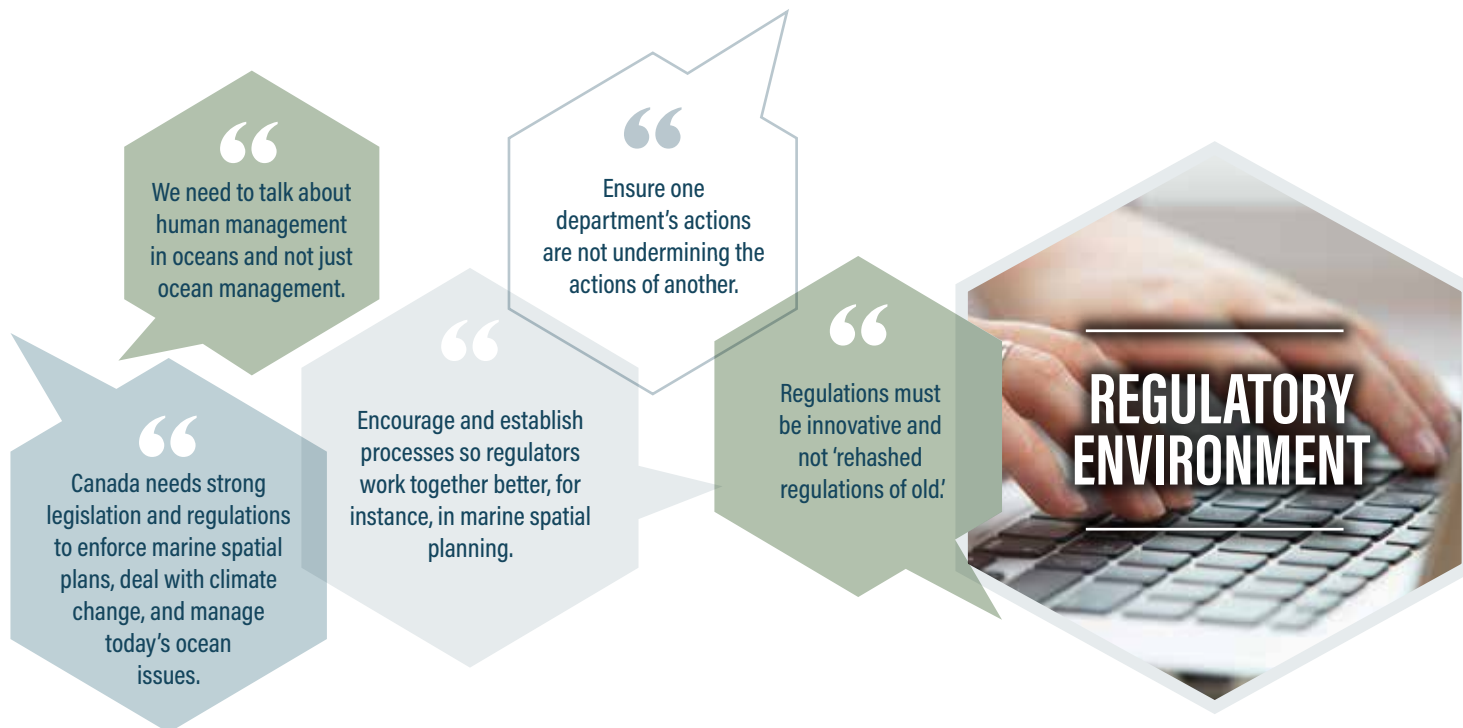 “
We need to talk about
human management
in oceans and not just
ocean management.
“
Ensure one
department’s actions
are not undermining the
actions of another.
“
Canada needs strong
legislation and regulations
to enforce marine spatial
plans, deal with climate
change, and manage
today’s ocean
issues.
“
Encourage and establish
processes so regulators
work together better, for
instance, in marine spatial
planning.
“
Regulations must
be innovative and
not ‘rehashed
regulations of old.’
REGULATORY
ENVIRONMENT